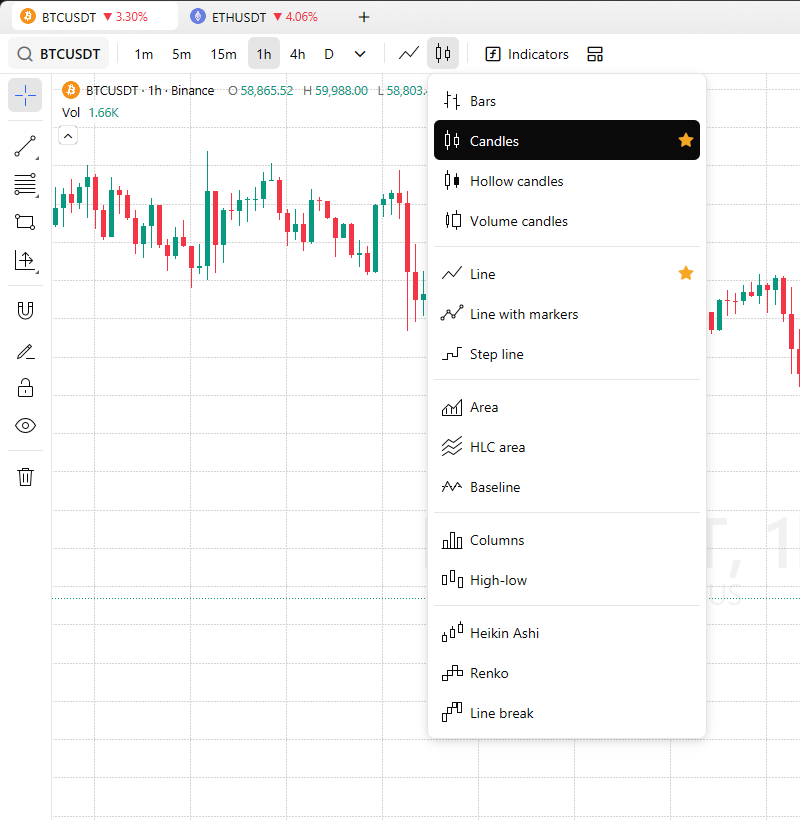 BTCUSDT ▼ 3.30% ETHUSDT ▼ 4.06% +
BTCUSDT 1m 5m 15m 1h 4h D Indicators
BTCUSDT · 1h · Binance O 58,865.52 H 59,988.00 L 58,803.
Vol 1.66K
Bars
Candles
Hollow candles
Volume candles
Line
Line with markers
Step line
Area
HLC area
Baseline
Columns
High-low
Heikin Ashi
Renko
Line break
T, 1
US